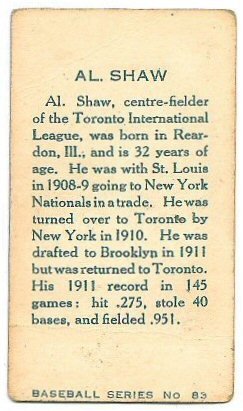 AL. SHAW
Al. Shaw, centre-fielder
of the Toronto International
League, was born in Rear-
don, Ill., and is 32 years of
age. He was with St. Louis
in 1908-9 going to New York
Nationals in a trade. He was
turned over to Toronto by
New York in 1910. He was
drafted to Brooklyn in 1911
but was returned to Toronto.
His 1911 record in 145
games: hit .275, stole 40
bases, and fielded .951.
BASEBALL SERIES No 83